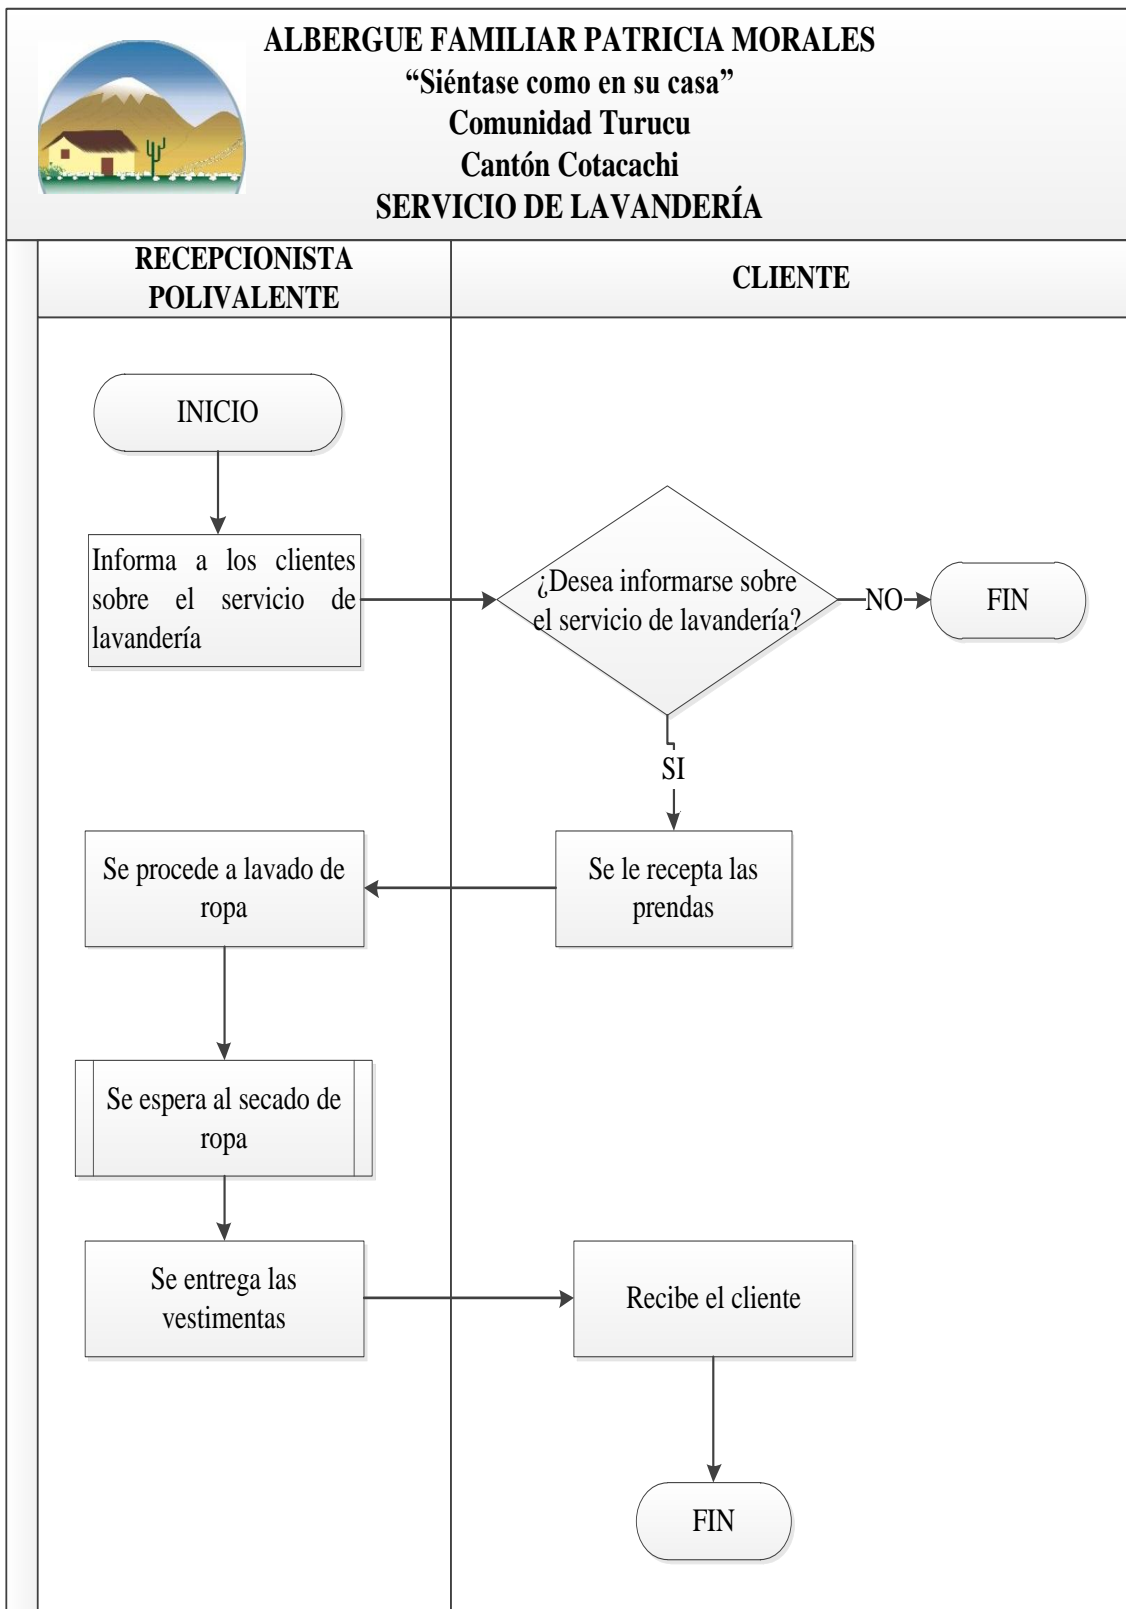 ALBERGUE FAMILIAR PATRICIA MORALES
“Siéntase como en su casa”
Comunidad Turucu
Cantón Cotacachi
SERVICIO DE LAVANDERÍA
RECEPCIONISTA
POLIVALENTE
CLIENTE
INICIO
Informa a los clientes
sobre el servicio de
lavandería
¿Desea informarse sobre
el servicio de lavandería?
NO
FIN
SI
Se le recepta las
prendas
Se procede a lavado de
ropa
Se espera al secado de
ropa
Se entrega las
vestimentas
Recibe el cliente
FIN